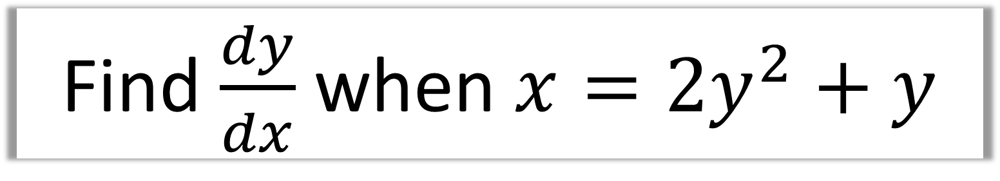 Find dy/dx when x = 2y² + y